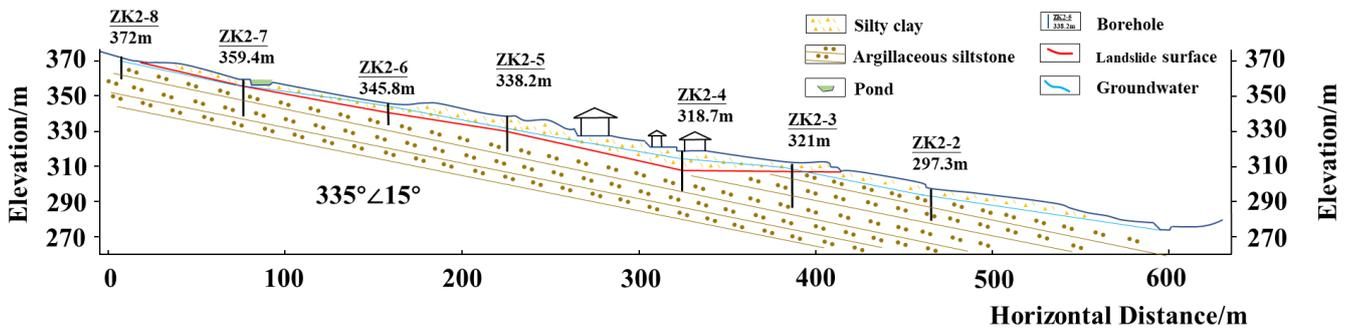 ZK2-8
372m
ZK2-7
359.4m
ZK2-6
345.8m
ZK2-5
338.2m
ZK2-4
318.7m
ZK2-3
321m
ZK2-2
297.3m
Silty clay
Argillaceous siltstone
Pond
ZK2-8
338.2m
Borehole
Landslide surface
Groundwater
Elevation/m
370
350
330
310
290
270
335°∠15°
370
350
330
310
290
270
Elevation/m
0
100
200
300
400
500
600
Horizontal Distance/m